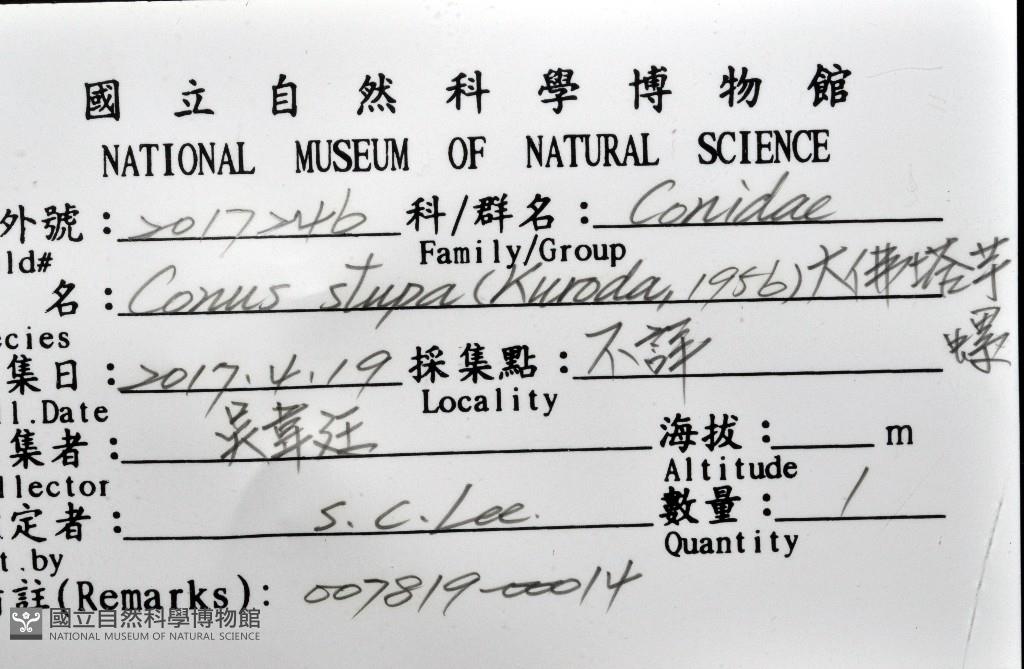 國立自然科學博物館
NATIONAL MUSEUM OF NATURAL SCIENCE
外號：2017246 科/群名：Conidae
ld# Family/Group
名：Conus stupa (Kuroda, 1956) 大佛塔芋螺
ecies
集日：2017.4.19 採集點：不詳
ll.Date Locality
集者：吳韋廷 海拔： m
llector Altitude
定者：S.C.Lee. 數量：1
t.by Quantity
註(Remarks): 007819-00014
國立自然科學博物館
NATIONAL MUSEUM OF NATURAL SCIENCE